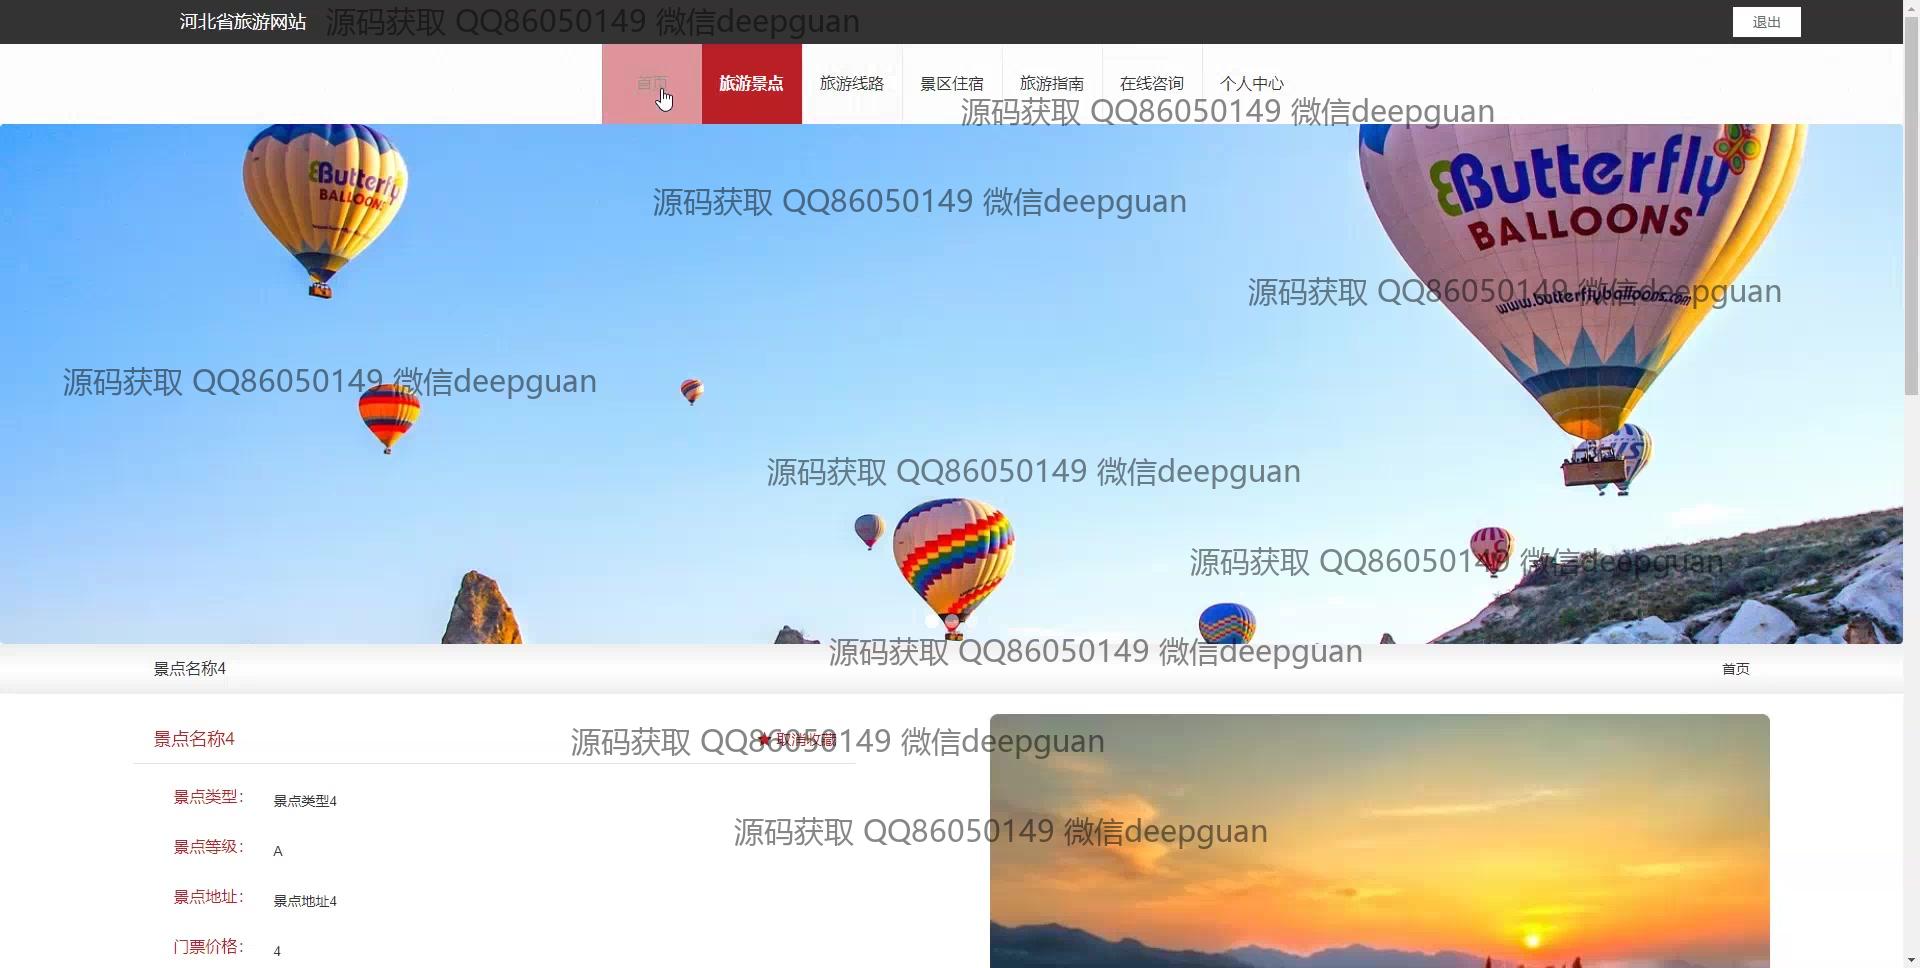 河北省旅游网站
源码获取 QQ86050149 微信deepguan
退出
首页
旅游景点
旅游线路
景区住宿
旅游指南
在线咨询
个人中心
源码获取 QQ86050149 微信deepguan
Butterfly
BALLOONS
Butterfly
BALLOONS
源码获取 QQ86050149 微信deepguan
源码获取 QQ86050149 微信deepguan
www.butterflyballoons.com
源码获取 QQ86050149 微信deepguan
源码获取 QQ86050149 微信deepguan
源码获取 QQ86050149 微信deepguan
源码获取 QQ86050149 微信deepguan
景点名称4
首页
景点名称4
取消收藏
源码获取 QQ86050149 微信deepguan
景点类型： 景点类型4
源码获取 QQ86050149 微信deepguan
景点等级： A
景点地址： 景点地址4
门票价格： 4